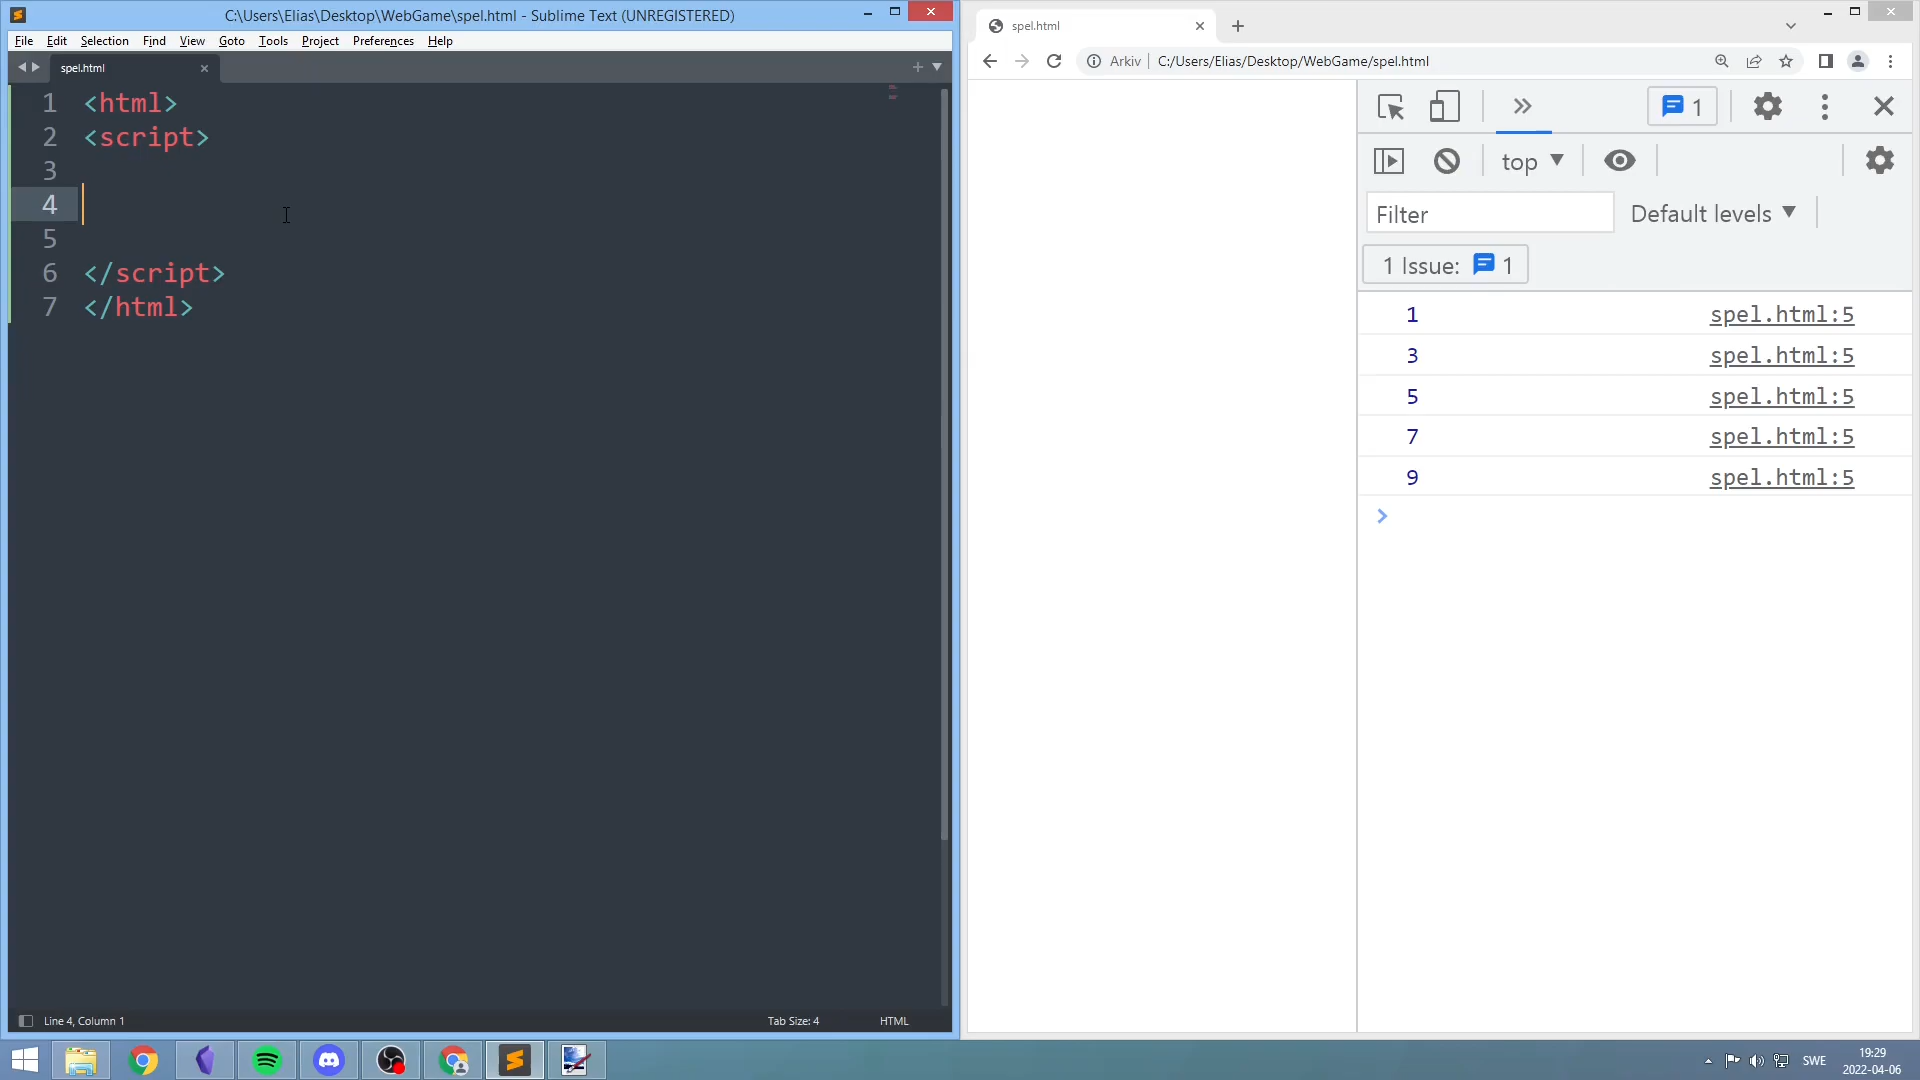 C:\Users\Elias\Desktop\WebGame\spel.html - Sublime Text (UNREGISTERED)
File Edit Selection Find View Goto Tools Project Preferences Help
spel.html
1 <html>
2 <script>
3
4
5
6 </script>
7 </html>
Line 4, Column 1
Tab Size: 4
HTML
spel.html
Arkiv
C:/Users/Elias/Desktop/WebGame/spel.html
1
top
Filter
Default levels
1 Issue: 1
1 spel.html:5
3 spel.html:5
5 spel.html:5
7 spel.html:5
9 spel.html:5
SWE
19:29
2022-04-06